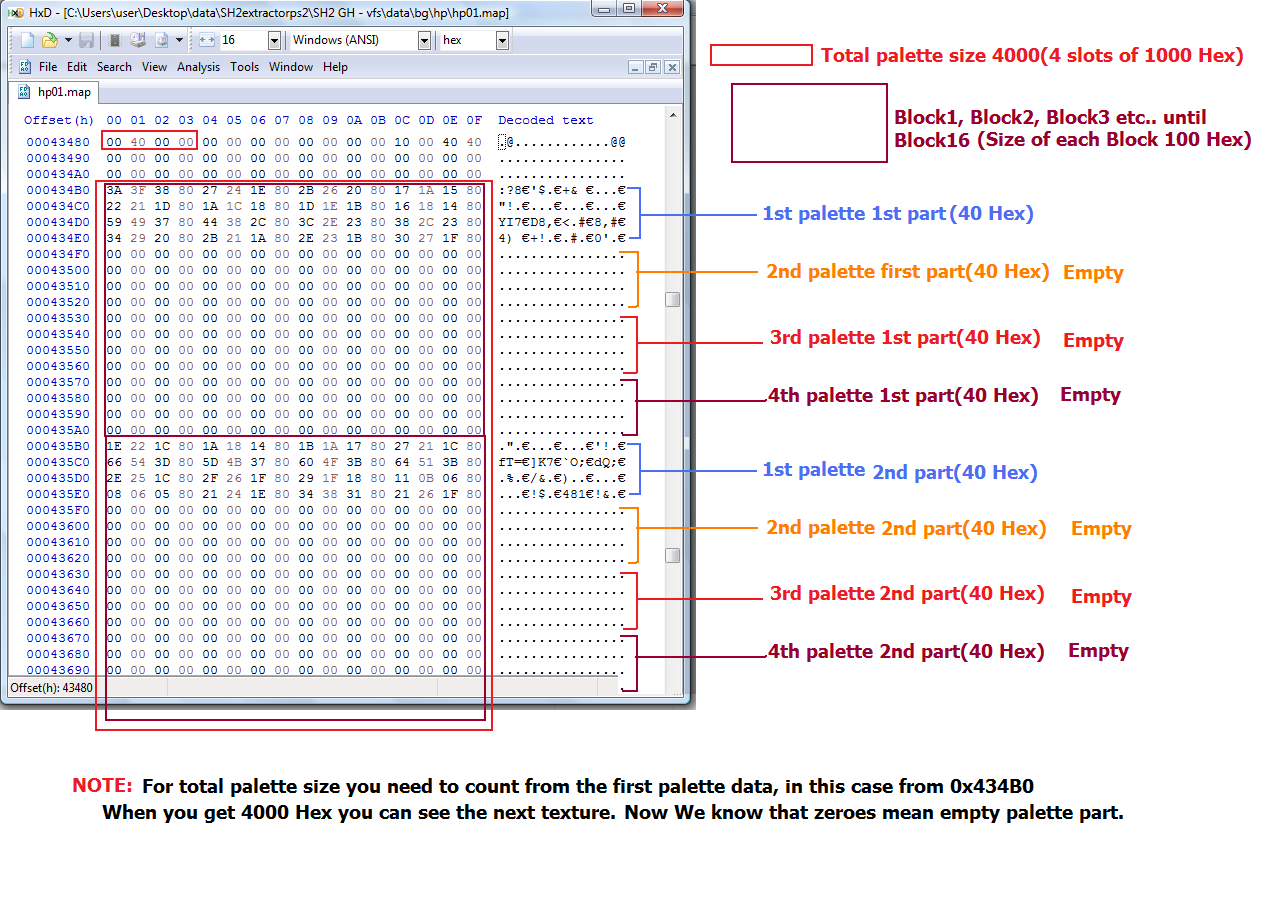 HxD - [C:\Users\user\Desktop\data\SH2extractorps2\SH2 GH - vfs\data\bg\hp\hp01.map]
16 Windows (ANSI) hex
File Edit Search View Analysis Tools Window Help
hp01.map
Offset(h) 00 01 02 03 04 05 06 07 08 09 0A 0B 0C 0D 0E 0F Decoded text
00043480 00 40 00 00 00 00 00 00 00 00 00 00 10 00 40 40 .@............@@
00043490 00 00 00 00 00 00 00 00 00 00 00 00 00 00 00 00 ................
000434A0 00 00 00 00 00 00 00 00 00 00 00 00 00 00 00 00 ................
000434B0 3A 3F 38 80 27 24 1E 80 2B 26 20 80 17 1A 15 80 :?8€'$.€+& €...€
000434C0 22 21 1D 80 1A 1C 18 80 1D 1E 1B 80 16 18 14 80 "!.€...€...€...€
000434D0 59 49 37 80 44 38 2C 80 3C 2E 23 80 38 2C 23 80 YI7€D8,€<.#€8,#€
000434E0 34 29 20 80 2B 21 1A 80 2E 23 1B 80 30 27 1F 80 4) €+!.€.#.€0'.€
000434F0 00 00 00 00 00 00 00 00 00 00 00 00 00 00 00 00 ................
00043500 00 00 00 00 00 00 00 00 00 00 00 00 00 00 00 00 ................
00043510 00 00 00 00 00 00 00 00 00 00 00 00 00 00 00 00 ................
00043520 00 00 00 00 00 00 00 00 00 00 00 00 00 00 00 00 ................
00043530 00 00 00 00 00 00 00 00 00 00 00 00 00 00 00 00 ................
00043540 00 00 00 00 00 00 00 00 00 00 00 00 00 00 00 00 ................
00043550 00 00 00 00 00 00 00 00 00 00 00 00 00 00 00 00 ................
00043560 00 00 00 00 00 00 00 00 00 00 00 00 00 00 00 00 ................
00043570 00 00 00 00 00 00 00 00 00 00 00 00 00 00 00 00 ................
00043580 00 00 00 00 00 00 00 00 00 00 00 00 00 00 00 00 ................
00043590 00 00 00 00 00 00 00 00 00 00 00 00 00 00 00 00 ................
000435A0 00 00 00 00 00 00 00 00 00 00 00 00 00 00 00 00 ................
000435B0 1E 22 1C 80 1A 18 14 80 1B 1A 17 80 27 21 1C 80 .".€...€...€'!.€
000435C0 66 54 3D 80 5D 4B 37 80 60 4F 3B 80 64 51 3B 80 fT=€]K7€`O;€dQ;€
000435D0 2E 25 1C 80 2F 26 1F 80 29 1F 18 80 11 0B 06 80 .%.€/&.€)..€...€
000435E0 08 06 05 80 21 24 1E 80 34 38 31 80 21 26 1F 80 ...€!$.€481€!&.€
000435F0 00 00 00 00 00 00 00 00 00 00 00 00 00 00 00 00 ................
00043600 00 00 00 00 00 00 00 00 00 00 00 00 00 00 00 00 ................
00043610 00 00 00 00 00 00 00 00 00 00 00 00 00 00 00 00 ................
00043620 00 00 00 00 00 00 00 00 00 00 00 00 00 00 00 00 ................
00043630 00 00 00 00 00 00 00 00 00 00 00 00 00 00 00 00 ................
00043640 00 00 00 00 00 00 00 00 00 00 00 00 00 00 00 00 ................
00043650 00 00 00 00 00 00 00 00 00 00 00 00 00 00 00 00 ................
00043660 00 00 00 00 00 00 00 00 00 00 00 00 00 00 00 00 ................
00043670 00 00 00 00 00 00 00 00 00 00 00 00 00 00 00 00 ................
00043680 00 00 00 00 00 00 00 00 00 00 00 00 00 00 00 00 ................
00043690 00 00 00 00 00 00 00 00 00 00 00 00 00 00 00 00 ................
Offset(h): 43480
Total palette size 4000(4 slots of 1000 Hex)
Block1, Block2, Block3 etc.. until
Block16 (Size of each Block 100 Hex)
1st palette 1st part(40 Hex)
2nd palette first part(40 Hex) Empty
3rd palette 1st part(40 Hex) Empty
4th palette 1st part(40 Hex) Empty
1st palette 2nd part(40 Hex)
2nd palette 2nd part(40 Hex) Empty
3rd palette 2nd part(40 Hex) Empty
4th palette 2nd part(40 Hex) Empty
NOTE: For total palette size you need to count from the first palette data, in this case from 0x434B0
When you get 4000 Hex you can see the next texture. Now We know that zeroes mean empty palette part.